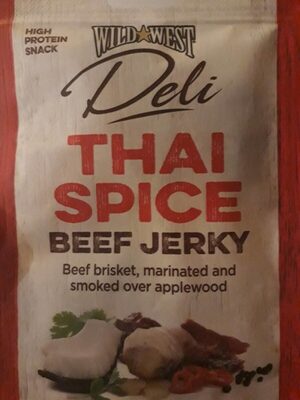 HIGH
PROTEIN
SNACK
WILD WEST
Deli
THAI
SPICE
BEEF JERKY
Beef brisket, marinated and
smoked over applewood